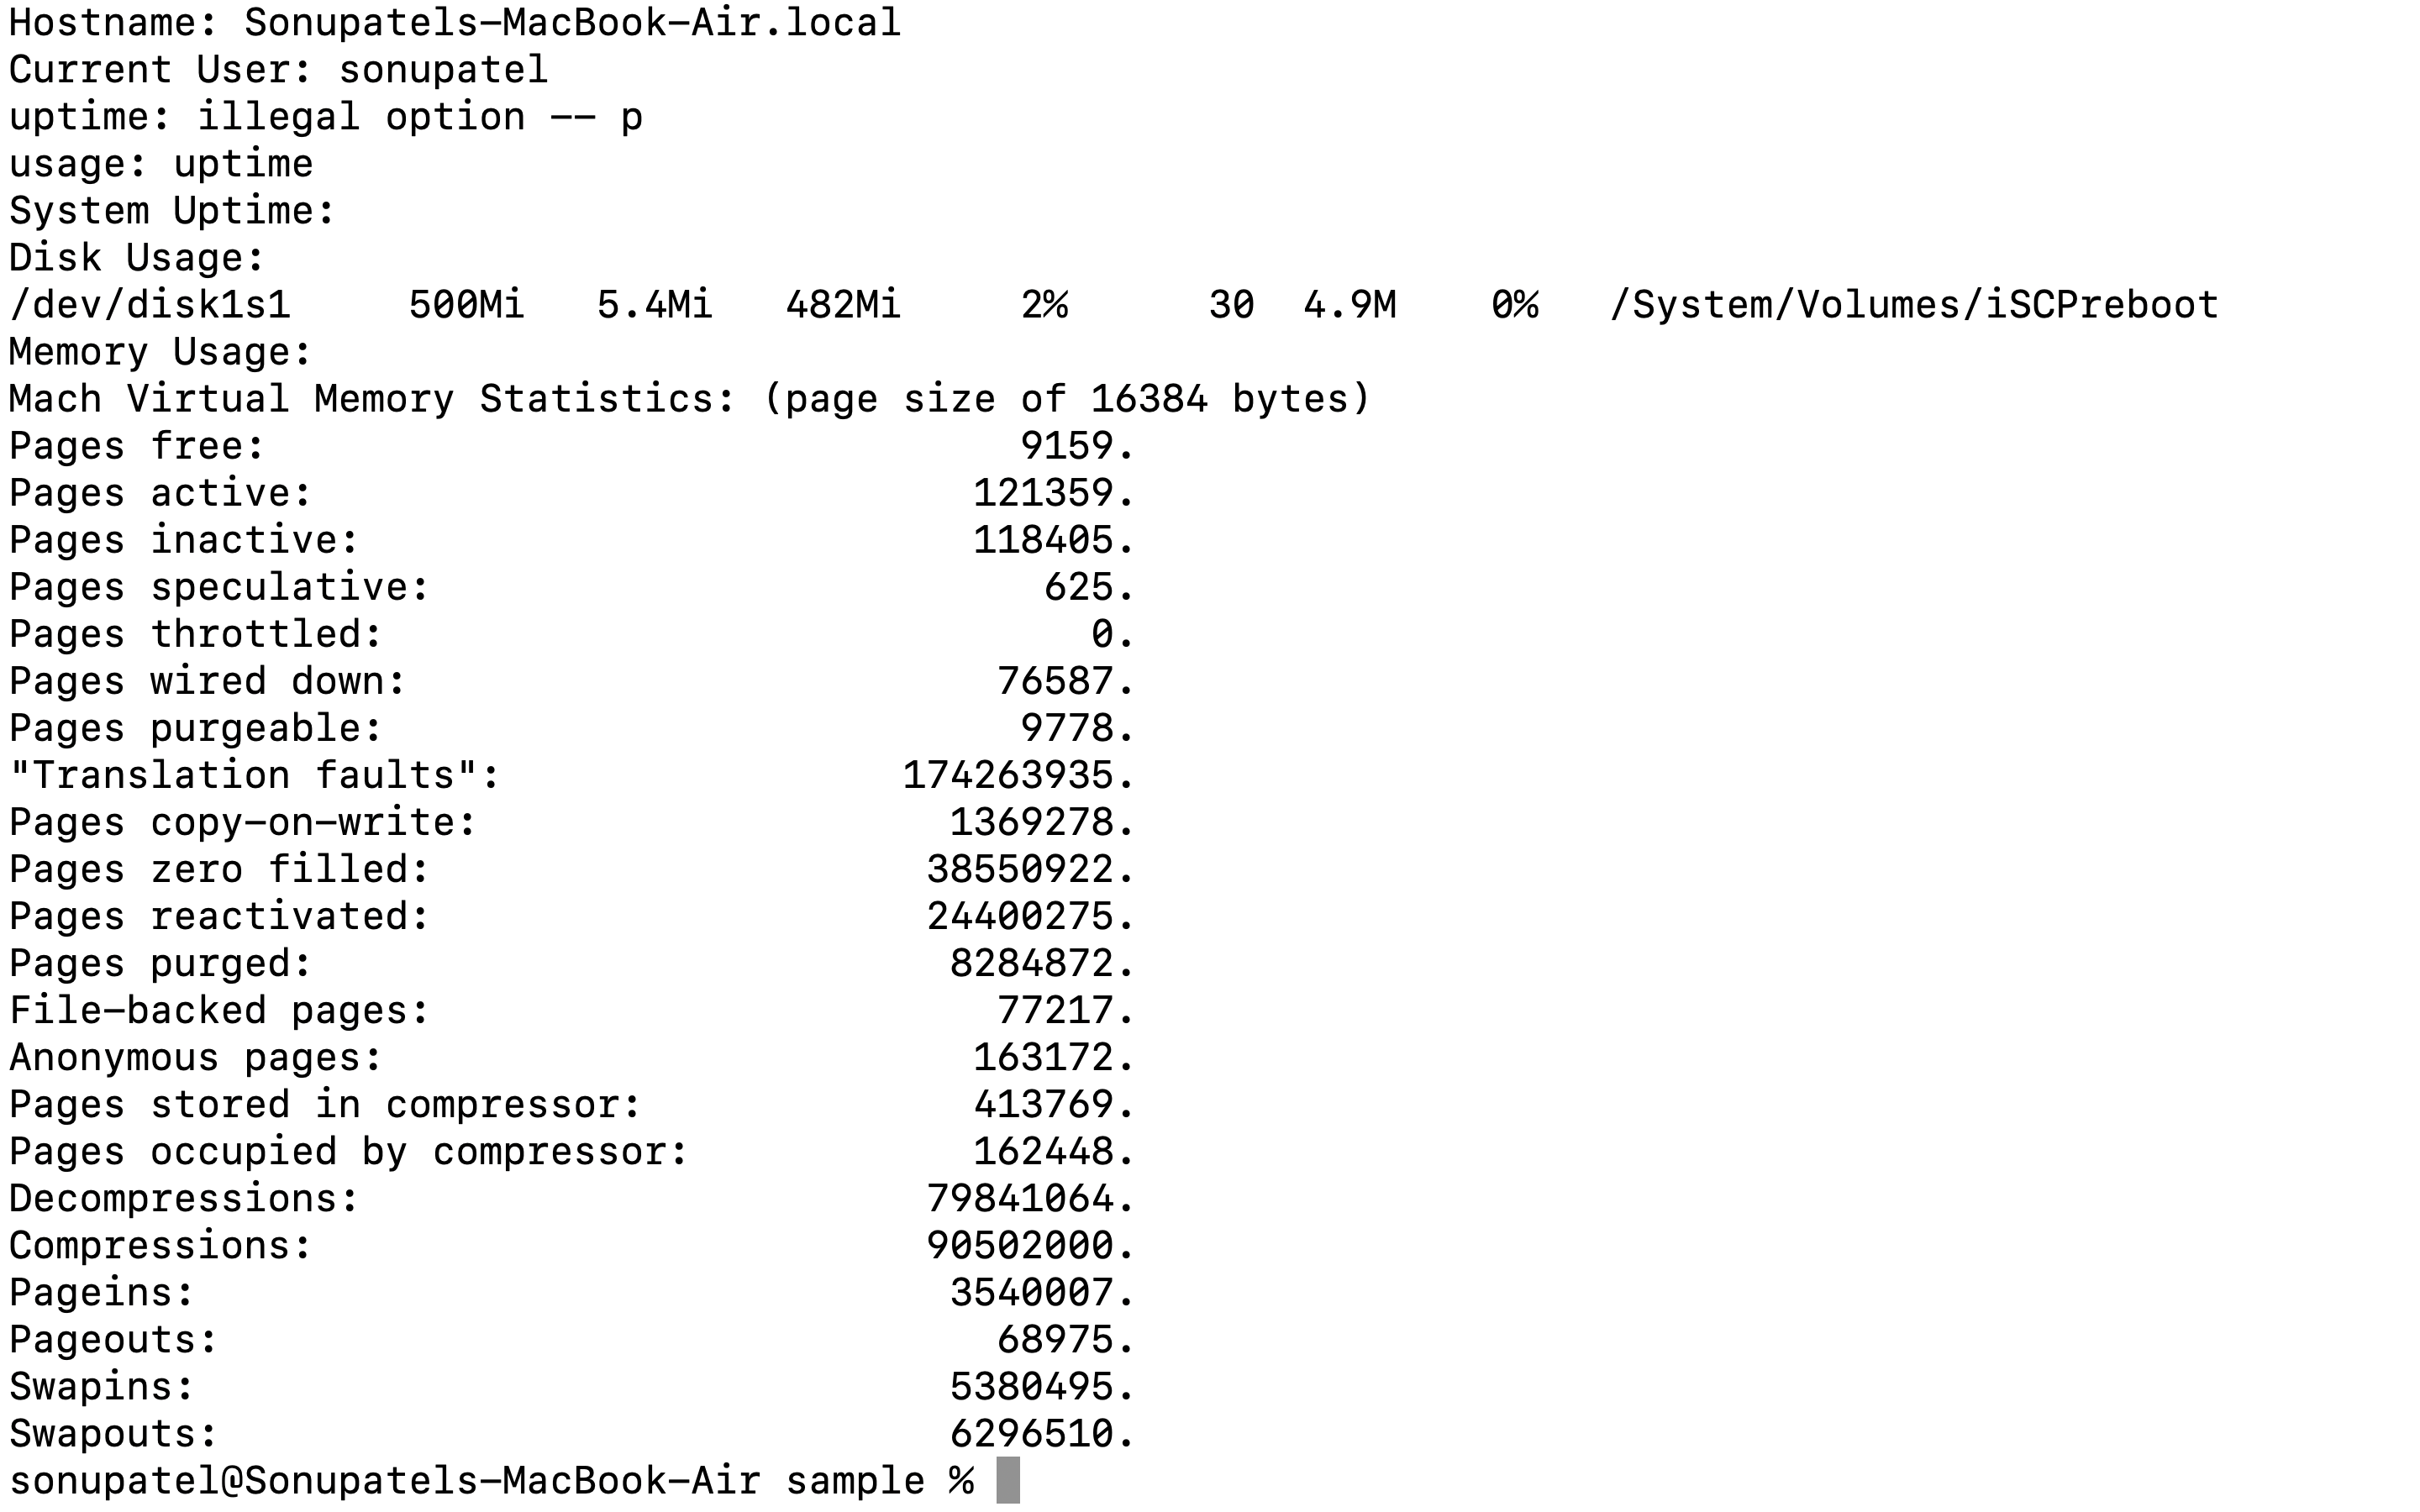 Hostname: Sonupatels-MacBook-Air.local
Current User: sonupatel
uptime: illegal option -- p
usage: uptime
System Uptime:
Disk Usage:
/dev/disk1s1     500Mi   5.4Mi   482Mi     2%      30  4.9M    0%   /System/Volumes/iSCPreboot
Memory Usage:
Mach Virtual Memory Statistics: (page size of 16384 bytes)
Pages free:                                9159.
Pages active:                            121359.
Pages inactive:                          118405.
Pages speculative:                          625.
Pages throttled:                              0.
Pages wired down:                         76587.
Pages purgeable:                           9778.
"Translation faults":                 174263935.
Pages copy-on-write:                    1369278.
Pages zero filled:                     38550922.
Pages reactivated:                     24400275.
Pages purged:                           8284872.
File-backed pages:                        77217.
Anonymous pages:                         163172.
Pages stored in compressor:              413769.
Pages occupied by compressor:            162448.
Decompressions:                        79841064.
Compressions:                          90502000.
Pageins:                                3540007.
Pageouts:                                 68975.
Swapins:                                5380495.
Swapouts:                               6296510.
sonupatel@Sonupatels-MacBook-Air sample %